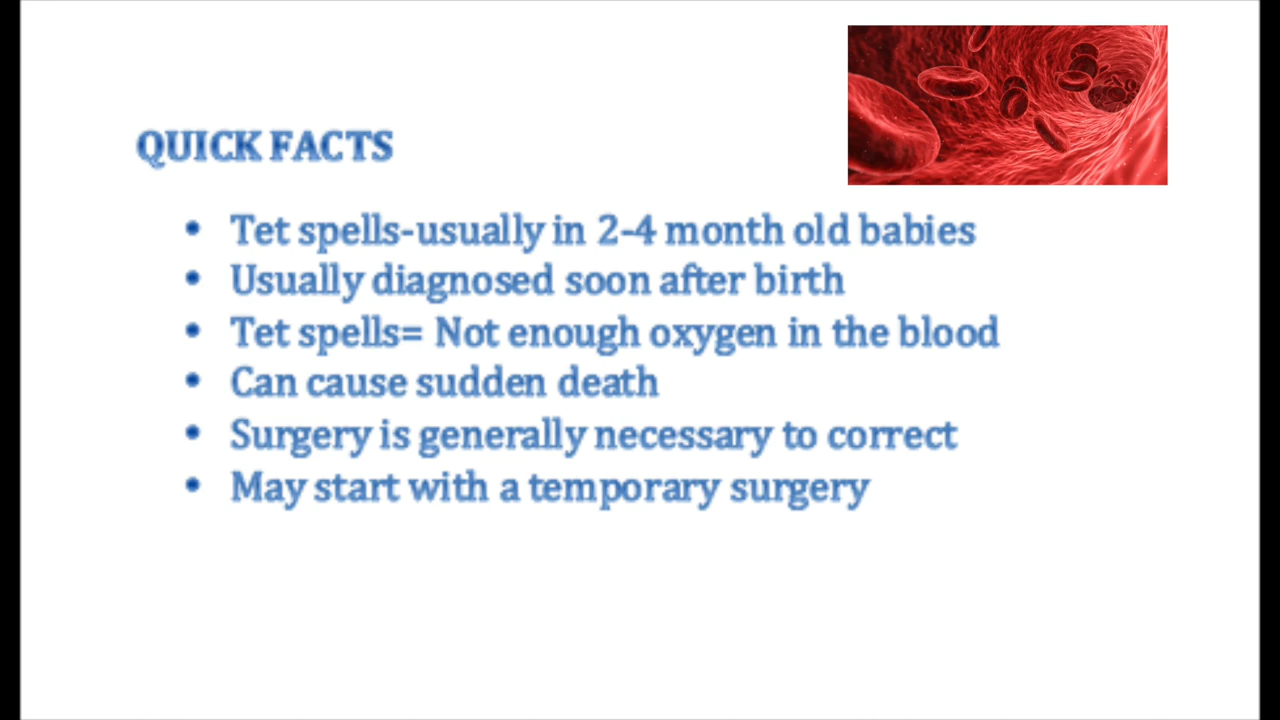 QUICK FACTS
• Tet spells-usually in 2-4 month old babies
• Usually diagnosed soon after birth
• Tet spells= Not enough oxygen in the blood
• Can cause sudden death
• Surgery is generally necessary to correct
• May start with a temporary surgery